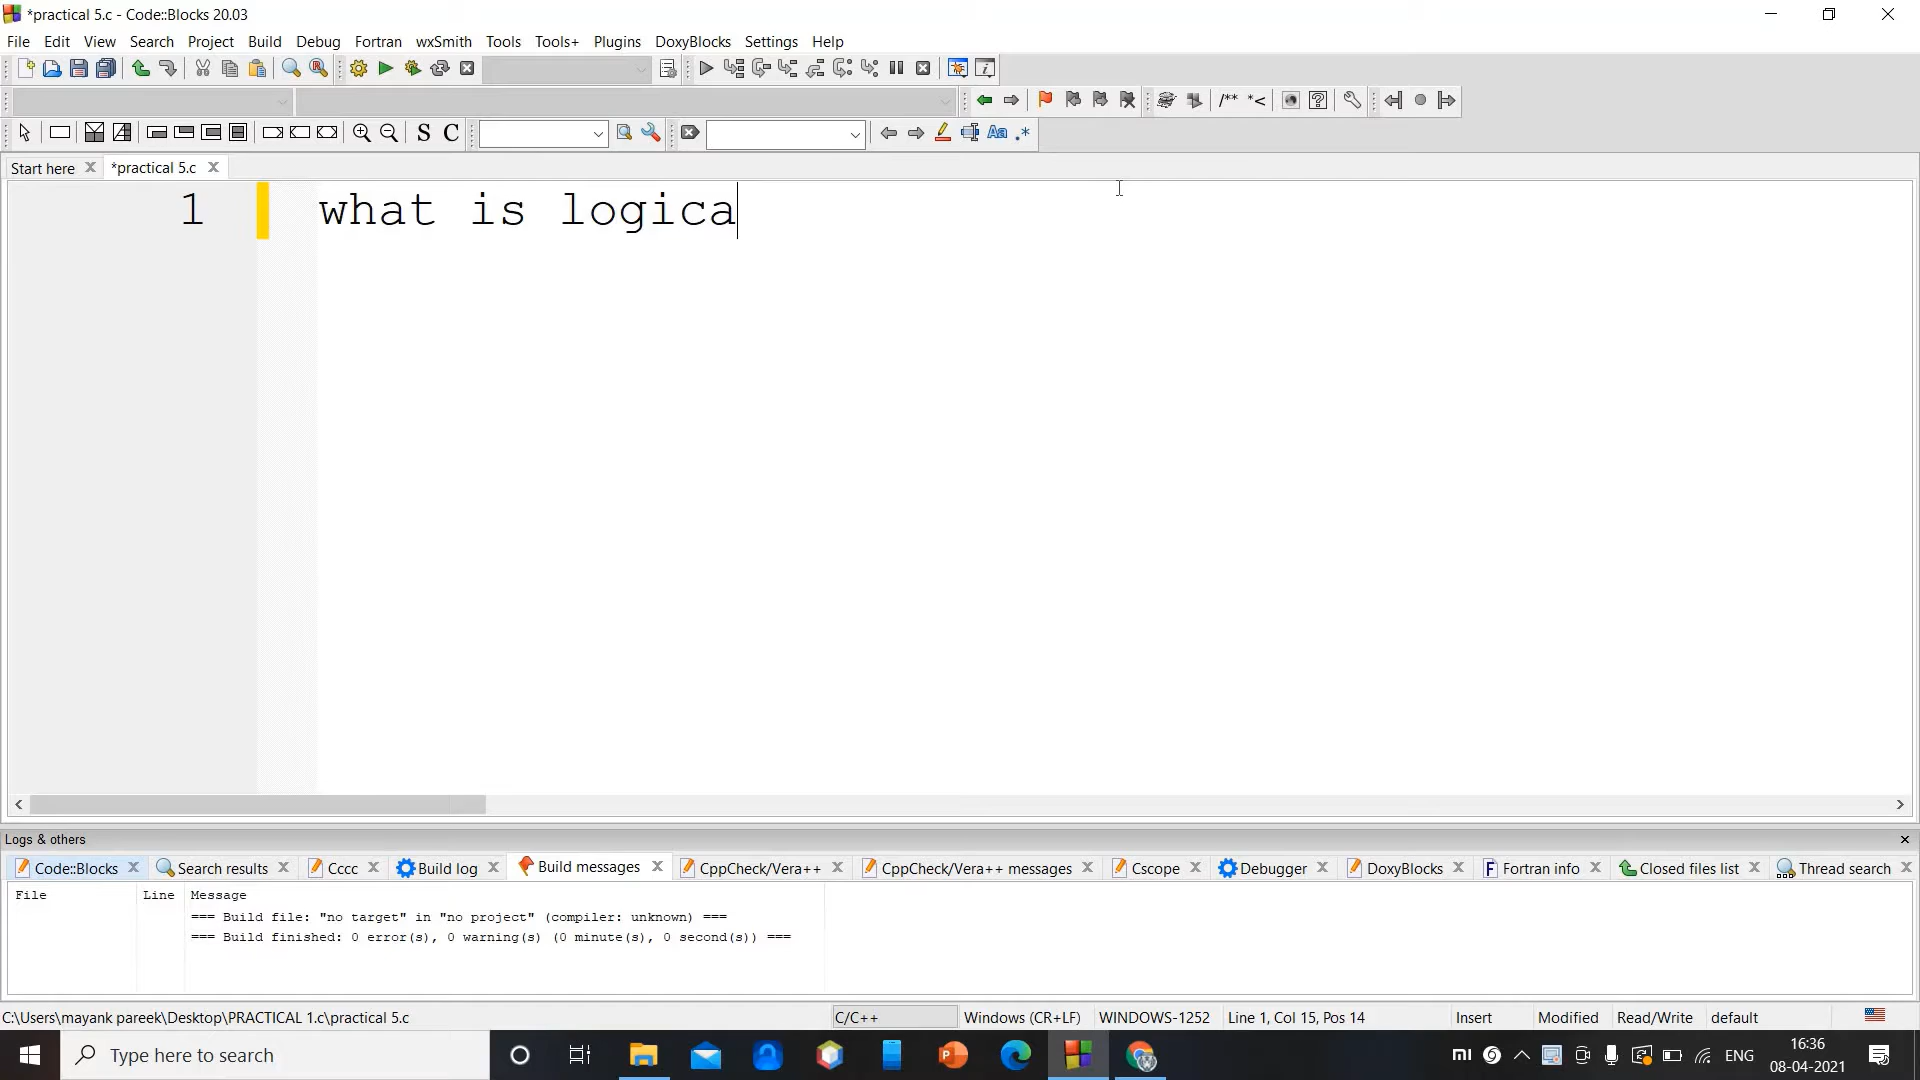 *practical 5.c - Code::Blocks 20.03
File Edit View Search Project Build Debug Fortran wxSmith Tools Tools+ Plugins DoxyBlocks Settings Help
/** *<
S C Aa .*
Start here *practical 5.c
1 what is logica
Logs & others
Code::Blocks Search results Cccc Build log Build messages CppCheck/Vera++ CppCheck/Vera++ messages Cscope Debugger DoxyBlocks Fortran info Closed files list Thread search
File Line Message
=== Build file: "no target" in "no project" (compiler: unknown) ===
=== Build finished: 0 error(s), 0 warning(s) (0 minute(s), 0 second(s)) ===
C:\Users\mayank pareek\Desktop\PRACTICAL 1.c\practical 5.c C/C++ Windows (CR+LF) WINDOWS-1252 Line 1, Col 15, Pos 14 Insert Modified Read/Write default
Type here to search ENG 16:36
08-04-2021